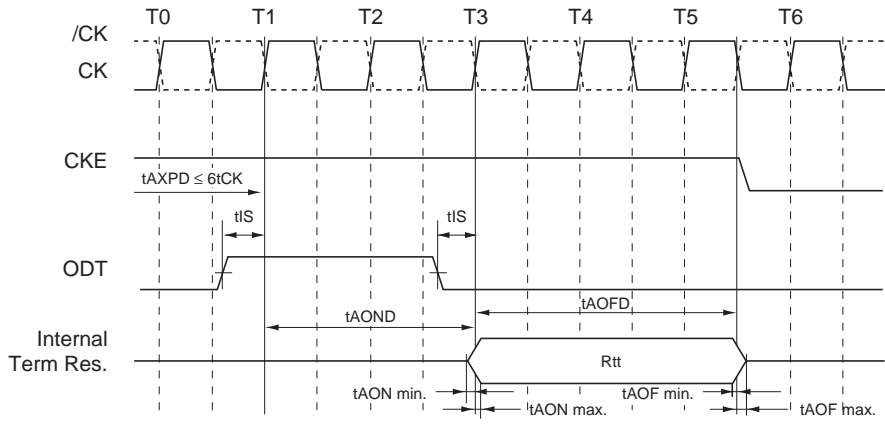 T0 T1 T2 T3 T4 T5 T6
/CK
CK
CKE
tAXPD ≤ 6tCK
tIS tIS
ODT
tAOND tAOFD
Internal
Term Res.
Rtt
tAON min. tAOF min.
tAON max. tAOF max.